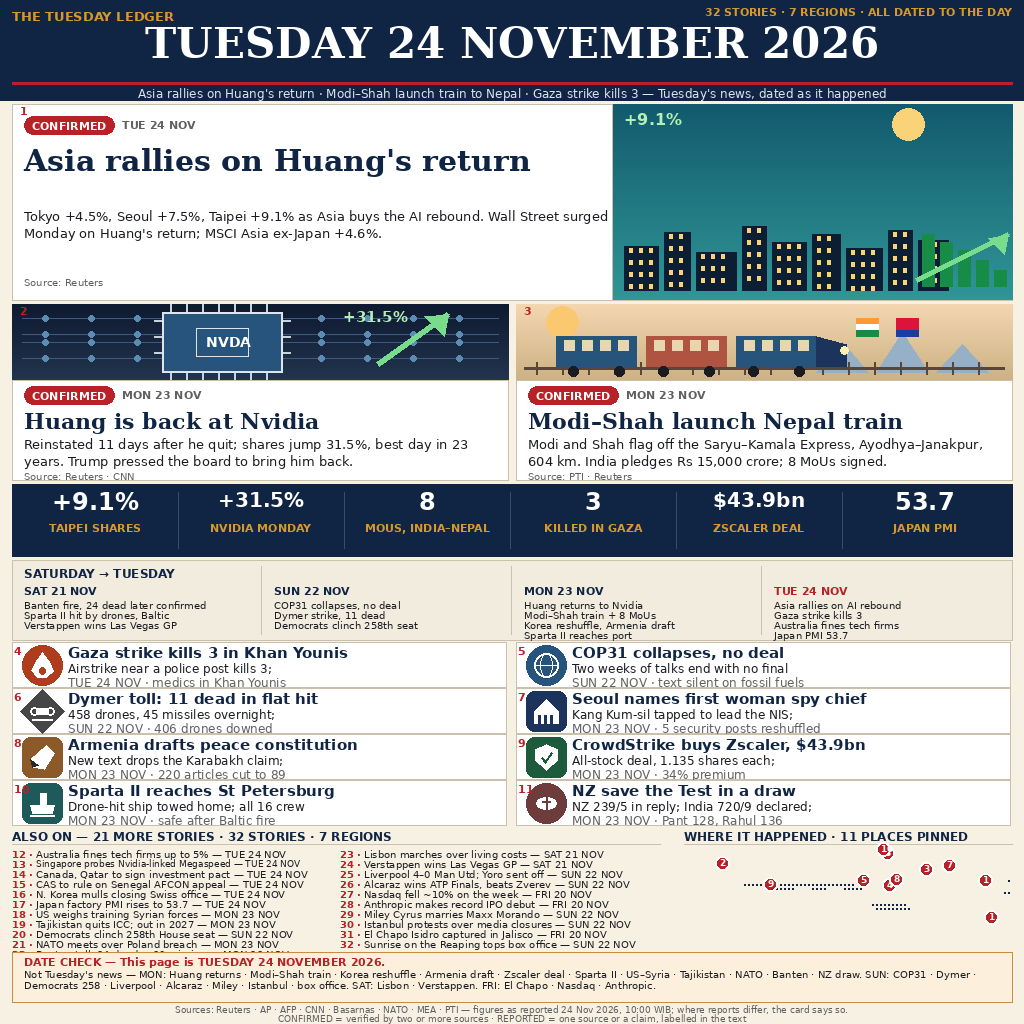 THE TUESDAY LEDGER
32 STORIES · 7 REGIONS · ALL DATED TO THE DAY
TUESDAY 24 NOVEMBER 2026
Asia rallies on Huang's return · Modi–Shah launch train to Nepal · Gaza strike kills 3 — Tuesday's news, dated as it happened
1
CONFIRMED TUE 24 NOV
Asia rallies on Huang's return
Tokyo +4.5%, Seoul +7.5%, Taipei +9.1% as Asia buys the AI rebound. Wall Street surged
Monday on Huang's return; MSCI Asia ex-Japan +4.6%.
Source: Reuters
+9.1%
2
NVDA
+31.5%
CONFIRMED MON 23 NOV
Huang is back at Nvidia
Reinstated 11 days after he quit; shares jump 31.5%, best day in 23
years. Trump pressed the board to bring him back.
Source: Reuters · CNN
3
CONFIRMED MON 23 NOV
Modi–Shah launch Nepal train
Modi and Shah flag off the Saryu–Kamala Express, Ayodhya–Janakpur,
604 km. India pledges Rs 15,000 crore; 8 MoUs signed.
Source: PTI · Reuters
+9.1%
TAIPEI SHARES
+31.5%
NVIDIA MONDAY
8
MOUS, INDIA–NEPAL
3
KILLED IN GAZA
$43.9bn
ZSCALER DEAL
53.7
JAPAN PMI
SATURDAY → TUESDAY
SAT 21 NOV
Banten fire, 24 dead later confirmed
Sparta II hit by drones, Baltic
Verstappen wins Las Vegas GP
SUN 22 NOV
COP31 collapses, no deal
Dymer strike, 11 dead
Democrats clinch 258th seat
MON 23 NOV
Huang returns to Nvidia
Modi–Shah train + 8 MoUs
Korea reshuffle, Armenia draft
Sparta II reaches port
TUE 24 NOV
Asia rallies on AI rebound
Gaza strike kills 3
Australia fines tech firms
Japan PMI 53.7
4
Gaza strike kills 3 in Khan Younis
Airstrike near a police post kills 3;
TUE 24 NOV · medics in Khan Younis
5
COP31 collapses, no deal
Two weeks of talks end with no final
SUN 22 NOV · text silent on fossil fuels
6
Dymer toll: 11 dead in flat hit
458 drones, 45 missiles overnight;
SUN 22 NOV · 406 drones downed
7
Seoul names first woman spy chief
Kang Kum-sil tapped to lead the NIS;
MON 23 NOV · 5 security posts reshuffled
8
Armenia drafts peace constitution
New text drops the Karabakh claim;
MON 23 NOV · 220 articles cut to 89
9
CrowdStrike buys Zscaler, $43.9bn
All-stock deal, 1.135 shares each;
MON 23 NOV · 34% premium
10
Sparta II reaches St Petersburg
Drone-hit ship towed home; all 16 crew
MON 23 NOV · safe after Baltic fire
11
NZ save the Test in a draw
NZ 239/5 in reply; India 720/9 declared;
MON 23 NOV · Pant 128, Rahul 136
ALSO ON — 21 MORE STORIES · 32 STORIES · 7 REGIONS
12 · Australia fines tech firms up to 5% — TUE 24 NOV
13 · Singapore probes Nvidia-linked Megaspeed — TUE 24 NOV
14 · Canada, Qatar to sign investment pact — TUE 24 NOV
15 · CAS to rule on Senegal AFCON appeal — TUE 24 NOV
16 · N. Korea mulls closing Swiss office — TUE 24 NOV
17 · Japan factory PMI rises to 53.7 — TUE 24 NOV
18 · US weighs training Syrian forces — MON 23 NOV
19 · Tajikistan quits ICC; out in 2027 — MON 23 NOV
20 · Democrats clinch 258th House seat — SUN 22 NOV
21 · NATO meets over Poland breach — MON 23 NOV
23 · Lisbon marches over living costs — SAT 21 NOV
24 · Verstappen wins Las Vegas GP — SUN 22 NOV
25 · Liverpool 4–0 Man Utd; Yoro sent off — SUN 22 NOV
26 · Alcaraz wins ATP Finals, beats Zverev — SUN 22 NOV
27 · Nasdaq fell ~10% on the week — FRI 20 NOV
28 · Anthropic makes record IPO debut — FRI 20 NOV
29 · Miley Cyrus marries Maxx Morando — SUN 22 NOV
30 · Istanbul protests over media closures — SUN 22 NOV
31 · El Chapo Isidro captured in Jalisco — FRI 20 NOV
32 · Sunrise on the Reaping tops box office — SUN 22 NOV
WHERE IT HAPPENED · 11 PLACES PINNED
1
2
3
7
5
8
4
9
1
1
DATE CHECK — This page is TUESDAY 24 NOVEMBER 2026.
Not Tuesday's news — MON: Huang returns · Modi–Shah train · Korea reshuffle · Armenia draft · Zscaler deal · Sparta II · US–Syria · Tajikistan · NATO · Banten · NZ draw. SUN: COP31 · Dymer ·
Democrats 258 · Liverpool · Alcaraz · Miley · Istanbul · box office. SAT: Lisbon · Verstappen. FRI: El Chapo · Nasdaq · Anthropic.
Sources: Reuters · AP · AFP · CNN · Basarnas · NATO · MEA · PTI — figures as reported 24 Nov 2026, 10:00 WIB; where reports differ, the card says so.
CONFIRMED = verified by two or more sources · REPORTED = one source or a claim, labelled in the text